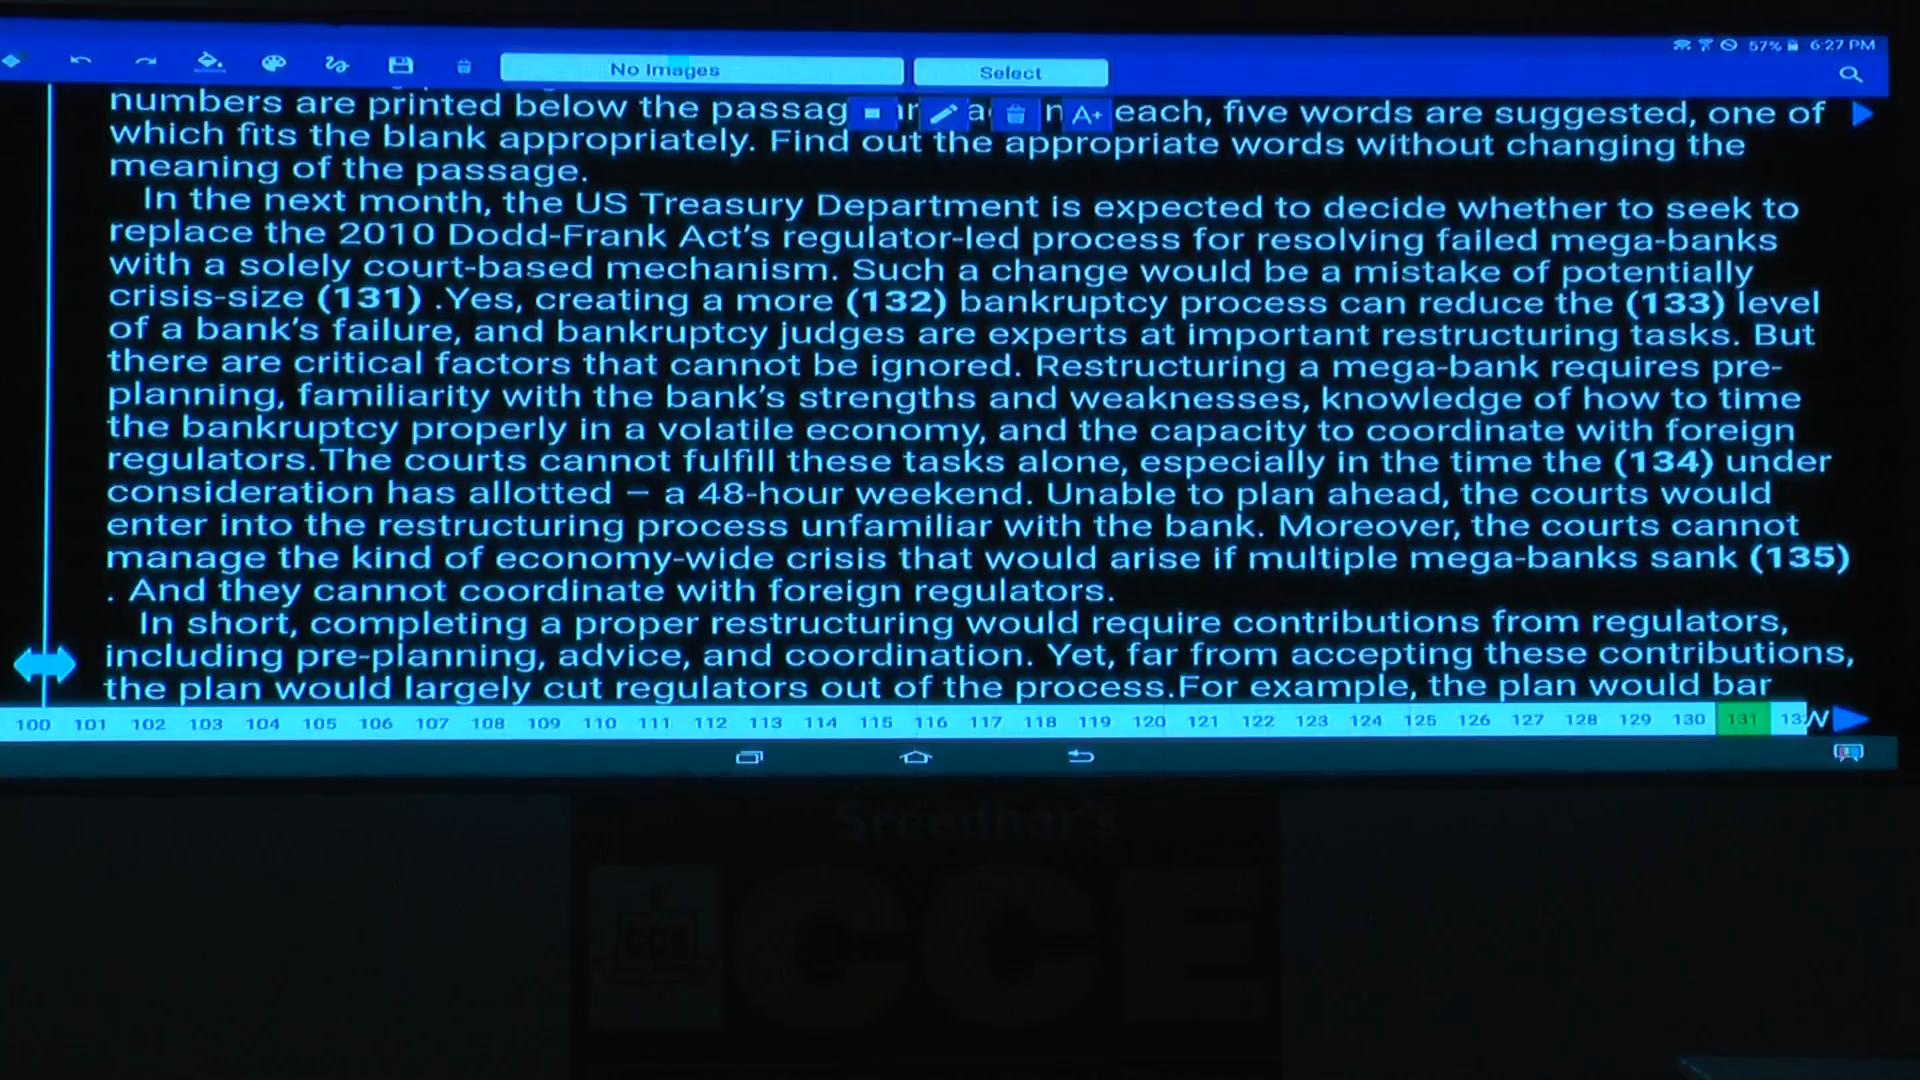 57% 6:27 PM
No Images Select
numbers are printed below the passag each, five words are suggested, one of
which fits the blank appropriately. Find out the appropriate words without changing the
meaning of the passage.
In the next month, the US Treasury Department is expected to decide whether to seek to
replace the 2010 Dodd-Frank Act's regulator-led process for resolving failed mega-banks
with a solely court-based mechanism. Such a change would be a mistake of potentially
crisis-size (131) .Yes, creating a more (132) bankruptcy process can reduce the (133) level
of a bank's failure, and bankruptcy judges are experts at important restructuring tasks. But
there are critical factors that cannot be ignored. Restructuring a mega-bank requires pre-
planning, familiarity with the bank's strengths and weaknesses, knowledge of how to time
the bankruptcy properly in a volatile economy, and the capacity to coordinate with foreign
regulators.The courts cannot fulfill these tasks alone, especially in the time the (134) under
consideration has allotted – a 48-hour weekend. Unable to plan ahead, the courts would
enter into the restructuring process unfamiliar with the bank. Moreover, the courts cannot
manage the kind of economy-wide crisis that would arise if multiple mega-banks sank (135)
. And they cannot coordinate with foreign regulators.
In short, completing a proper restructuring would require contributions from regulators,
including pre-planning, advice, and coordination. Yet, far from accepting these contributions,
the plan would largely cut regulators out of the process.For example, the plan would bar
100 101 102 103 104 105 106 107 108 109 110 111 112 113 114 115 116 117 118 119 120 121 122 123 124 125 126 127 128 129 130 131 13 N
Sreedhar's
CCE